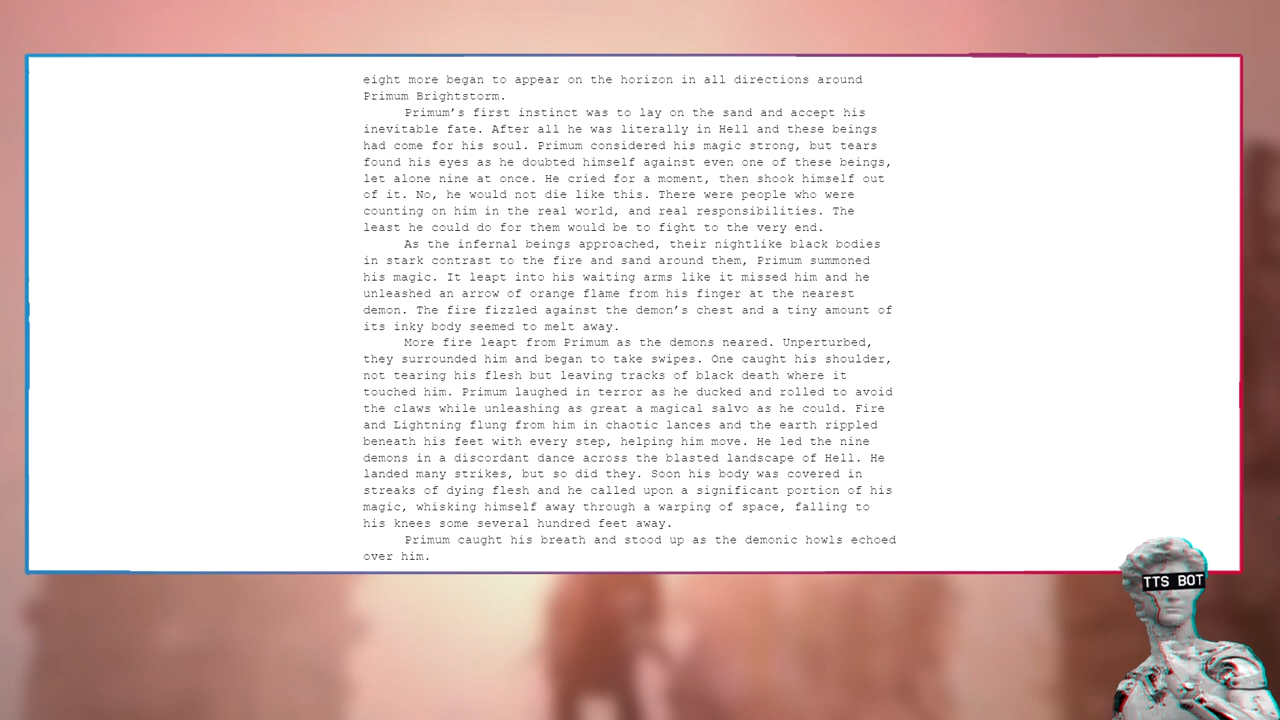 eight more began to appear on the horizon in all directions around
Primum Brightstorm.
Primum’s first instinct was to lay on the sand and accept his
inevitable fate. After all he was literally in Hell and these beings
had come for his soul. Primum considered his magic strong, but tears
found his eyes as he doubted himself against even one of these beings,
let alone nine at once. He cried for a moment, then shook himself out
of it. No, he would not die like this. There were people who were
counting on him in the real world, and real responsibilities. The
least he could do for them would be to fight to the very end.
As the infernal beings approached, their nightlike black bodies
in stark contrast to the fire and sand around them, Primum summoned
his magic. It leapt into his waiting arms like it missed him and he
unleashed an arrow of orange flame from his finger at the nearest
demon. The fire fizzled against the demon’s chest and a tiny amount of
its inky body seemed to melt away.
More fire leapt from Primum as the demons neared. Unperturbed,
they surrounded him and began to take swipes. One caught his shoulder,
not tearing his flesh but leaving tracks of black death where it
touched him. Primum laughed in terror as he ducked and rolled to avoid
the claws while unleashing as great a magical salvo as he could. Fire
and Lightning flung from him in chaotic lances and the earth rippled
beneath his feet with every step, helping him move. He led the nine
demons in a discordant dance across the blasted landscape of Hell. He
landed many strikes, but so did they. Soon his body was covered in
streaks of dying flesh and he called upon a significant portion of his
magic, whisking himself away through a warping of space, falling to
his knees some several hundred feet away.
Primum caught his breath and stood up as the demonic howls echoed
over him.
TTS BOT